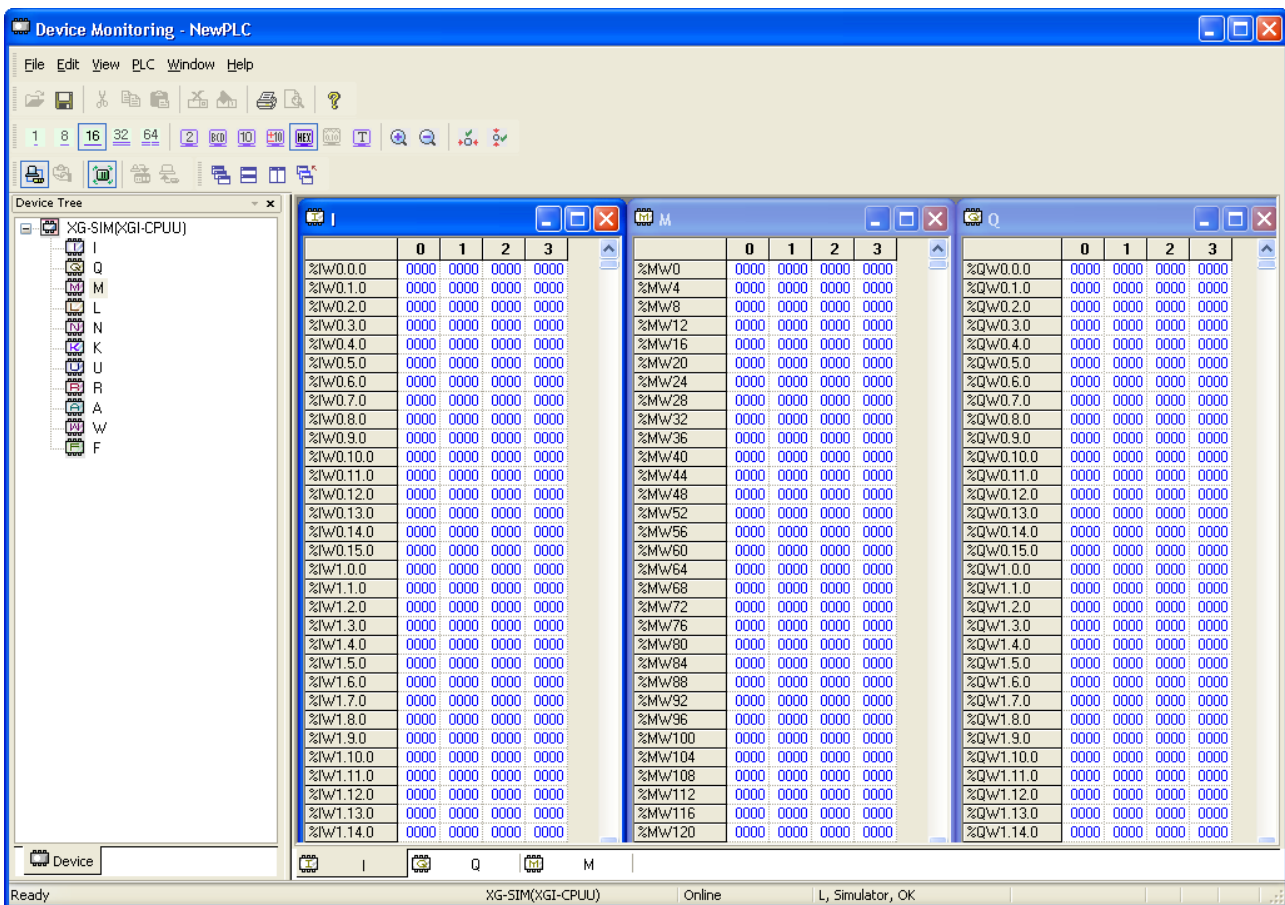 Device Monitoring - NewPLC
File Edit View PLC Window Help
1 8 16 32 64 2 BCD 10 ±10 HEX T
Device Tree
XG-SIM(XGI-CPUU)
I
Q
M
L
N
K
U
R
A
W
F
Device
I
0 1 2 3
%IW0.0.0 0000 0000 0000 0000
%IW0.1.0 0000 0000 0000 0000
%IW0.2.0 0000 0000 0000 0000
%IW0.3.0 0000 0000 0000 0000
%IW0.4.0 0000 0000 0000 0000
%IW0.5.0 0000 0000 0000 0000
%IW0.6.0 0000 0000 0000 0000
%IW0.7.0 0000 0000 0000 0000
%IW0.8.0 0000 0000 0000 0000
%IW0.9.0 0000 0000 0000 0000
%IW0.10.0 0000 0000 0000 0000
%IW0.11.0 0000 0000 0000 0000
%IW0.12.0 0000 0000 0000 0000
%IW0.13.0 0000 0000 0000 0000
%IW0.14.0 0000 0000 0000 0000
%IW0.15.0 0000 0000 0000 0000
%IW1.0.0 0000 0000 0000 0000
%IW1.1.0 0000 0000 0000 0000
%IW1.2.0 0000 0000 0000 0000
%IW1.3.0 0000 0000 0000 0000
%IW1.4.0 0000 0000 0000 0000
%IW1.5.0 0000 0000 0000 0000
%IW1.6.0 0000 0000 0000 0000
%IW1.7.0 0000 0000 0000 0000
%IW1.8.0 0000 0000 0000 0000
%IW1.9.0 0000 0000 0000 0000
%IW1.10.0 0000 0000 0000 0000
%IW1.11.0 0000 0000 0000 0000
%IW1.12.0 0000 0000 0000 0000
%IW1.13.0 0000 0000 0000 0000
%IW1.14.0 0000 0000 0000 0000
M
0 1 2 3
%MW0 0000 0000 0000 0000
%MW4 0000 0000 0000 0000
%MW8 0000 0000 0000 0000
%MW12 0000 0000 0000 0000
%MW16 0000 0000 0000 0000
%MW20 0000 0000 0000 0000
%MW24 0000 0000 0000 0000
%MW28 0000 0000 0000 0000
%MW32 0000 0000 0000 0000
%MW36 0000 0000 0000 0000
%MW40 0000 0000 0000 0000
%MW44 0000 0000 0000 0000
%MW48 0000 0000 0000 0000
%MW52 0000 0000 0000 0000
%MW56 0000 0000 0000 0000
%MW60 0000 0000 0000 0000
%MW64 0000 0000 0000 0000
%MW68 0000 0000 0000 0000
%MW72 0000 0000 0000 0000
%MW76 0000 0000 0000 0000
%MW80 0000 0000 0000 0000
%MW84 0000 0000 0000 0000
%MW88 0000 0000 0000 0000
%MW92 0000 0000 0000 0000
%MW96 0000 0000 0000 0000
%MW100 0000 0000 0000 0000
%MW104 0000 0000 0000 0000
%MW108 0000 0000 0000 0000
%MW112 0000 0000 0000 0000
%MW116 0000 0000 0000 0000
%MW120 0000 0000 0000 0000
Q
0 1 2 3
%QW0.0.0 0000 0000 0000 0000
%QW0.1.0 0000 0000 0000 0000
%QW0.2.0 0000 0000 0000 0000
%QW0.3.0 0000 0000 0000 0000
%QW0.4.0 0000 0000 0000 0000
%QW0.5.0 0000 0000 0000 0000
%QW0.6.0 0000 0000 0000 0000
%QW0.7.0 0000 0000 0000 0000
%QW0.8.0 0000 0000 0000 0000
%QW0.9.0 0000 0000 0000 0000
%QW0.10.0 0000 0000 0000 0000
%QW0.11.0 0000 0000 0000 0000
%QW0.12.0 0000 0000 0000 0000
%QW0.13.0 0000 0000 0000 0000
%QW0.14.0 0000 0000 0000 0000
%QW0.15.0 0000 0000 0000 0000
%QW1.0.0 0000 0000 0000 0000
%QW1.1.0 0000 0000 0000 0000
%QW1.2.0 0000 0000 0000 0000
%QW1.3.0 0000 0000 0000 0000
%QW1.4.0 0000 0000 0000 0000
%QW1.5.0 0000 0000 0000 0000
%QW1.6.0 0000 0000 0000 0000
%QW1.7.0 0000 0000 0000 0000
%QW1.8.0 0000 0000 0000 0000
%QW1.9.0 0000 0000 0000 0000
%QW1.10.0 0000 0000 0000 0000
%QW1.11.0 0000 0000 0000 0000
%QW1.12.0 0000 0000 0000 0000
%QW1.13.0 0000 0000 0000 0000
%QW1.14.0 0000 0000 0000 0000
I Q M
Ready XG-SIM(XGI-CPUU) Online L, Simulator, OK